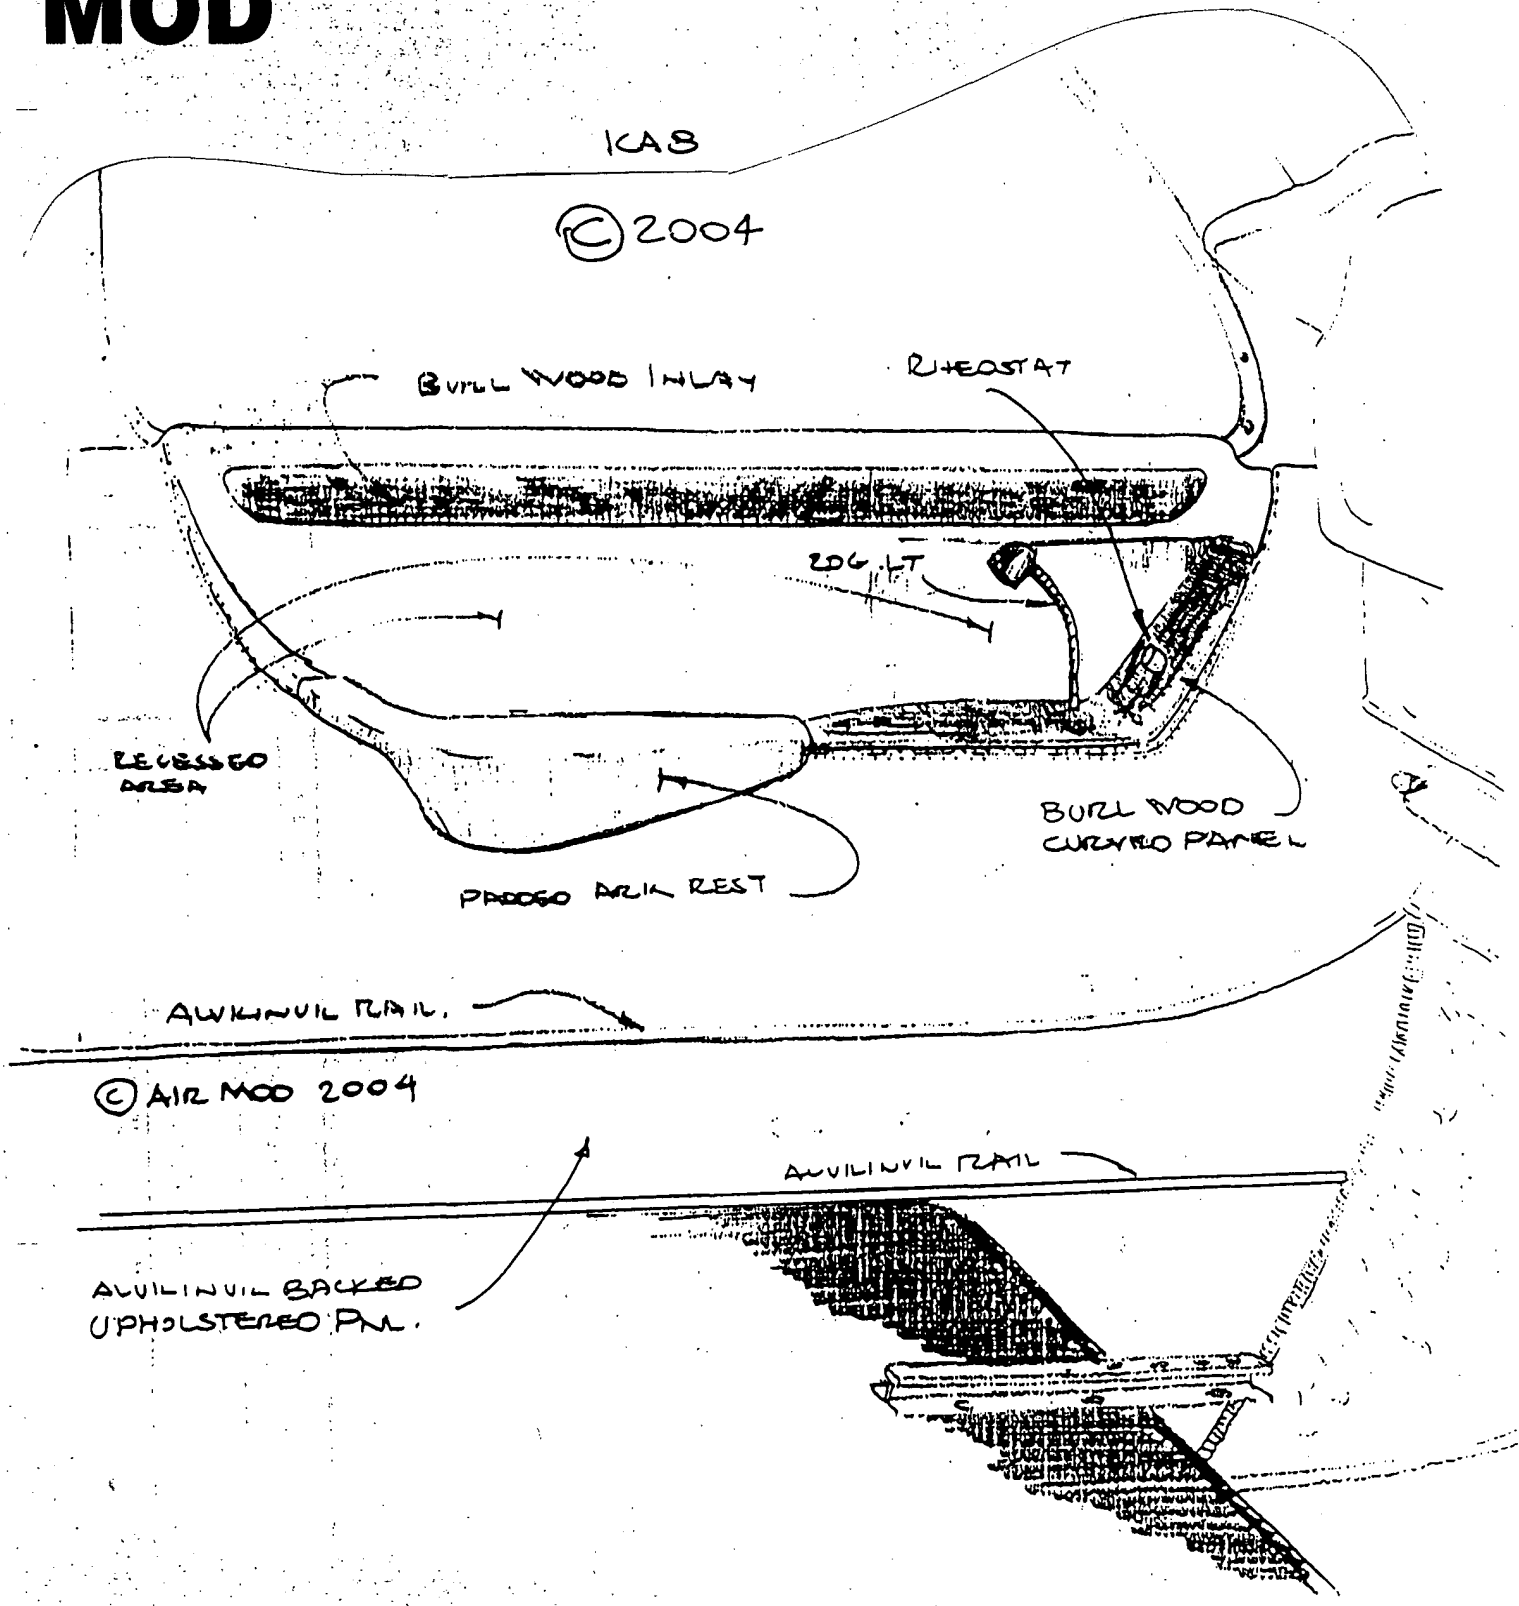 MOD
KAB
© 2004
BURL WOOD INLAY
RHEOSTAT
RDG. LT
RECESSED
AREA
BURL WOOD
CURVED PANEL
PADDED ARM REST
ALUMINUM RAIL.
© AIR MOD 2004
ALUMINUM RAIL
ALUMINUM BACKED
UPHOLSTERED PNL.